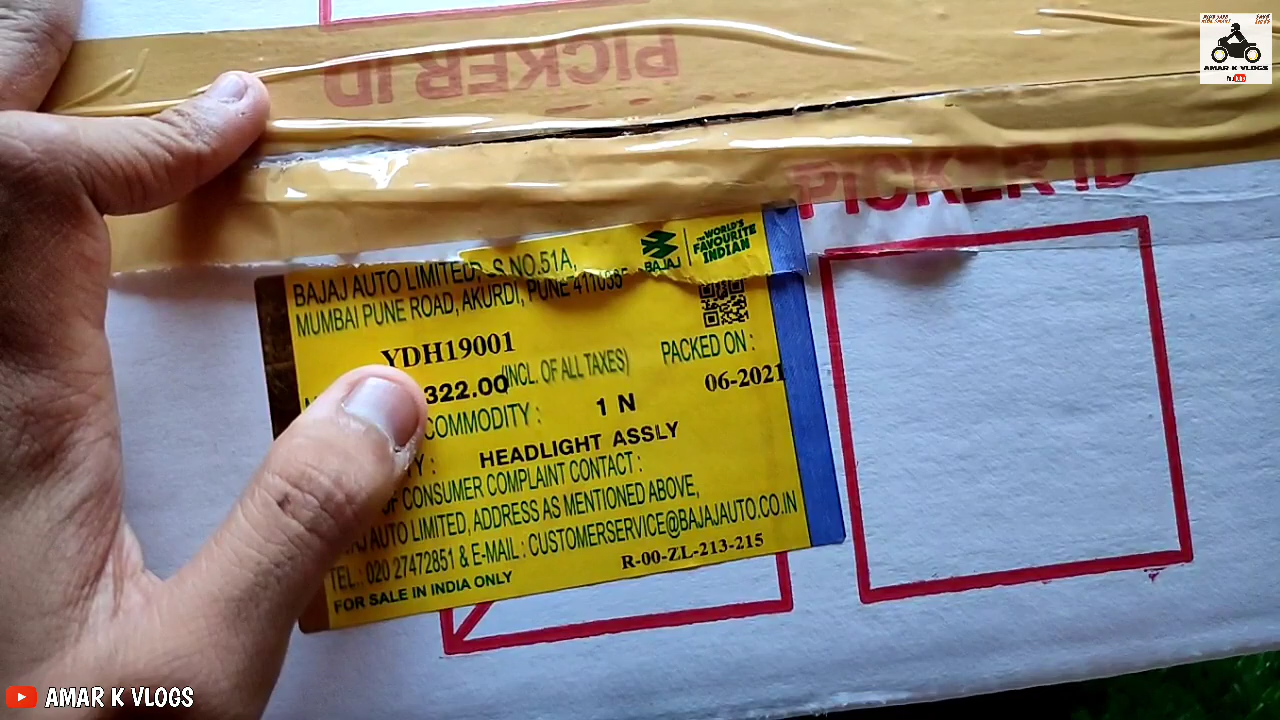 PICKER ID
PICKER ID
AMAR K VLOGS
BAJAJ AUTO LIMITED, S.NO.51A,
MUMBAI PUNE ROAD, AKURDI, PUNE
BAJAJ
THE WORLD'S
FAVOURITE
INDIAN
YDH19001
322.00 (INCL. OF ALL TAXES)
PACKED ON :
06-2021
COMMODITY : 1 N
TY : HEADLIGHT ASSLY
OF CONSUMER COMPLAINT CONTACT :
AUTO LIMITED, ADDRESS AS MENTIONED ABOVE,
TEL.: 020 27472851 & E-MAIL : CUSTOMERSERVICE@BAJAJAUTO.CO.IN
FOR SALE IN INDIA ONLY
R-00-ZL-213-215
AMAR K VLOGS